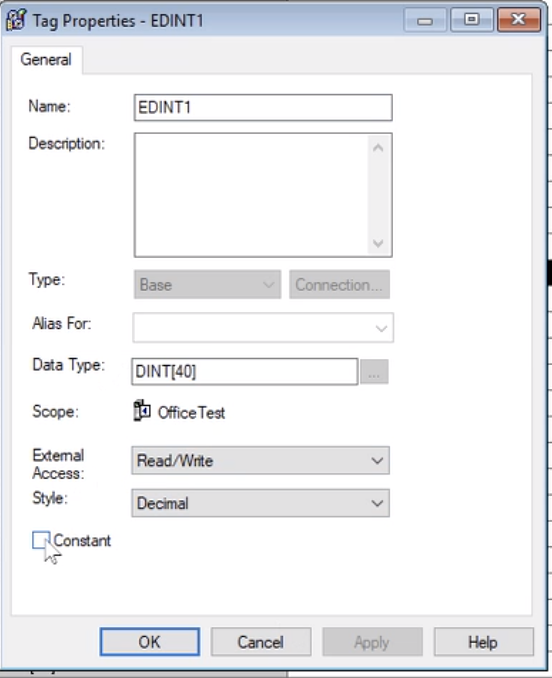 Tag Properties - EDINT1
General
Name: EDINT1
Description:
Type: Base Connection...
Alias For:
Data Type: DINT[40] ...
Scope: OfficeTest
External Access: Read/Write
Style: Decimal
Constant
OK Cancel Apply Help